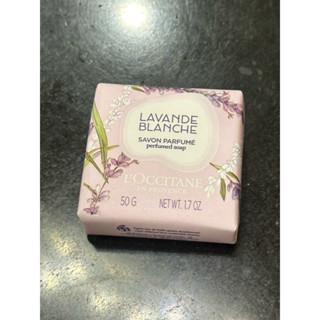 LAVANDE
BLANCHE
SAVON PARFUMÉ
perfumed soap
L'OCCITANE
EN PROVENCE
50 G NET WT. 1.7 OZ.